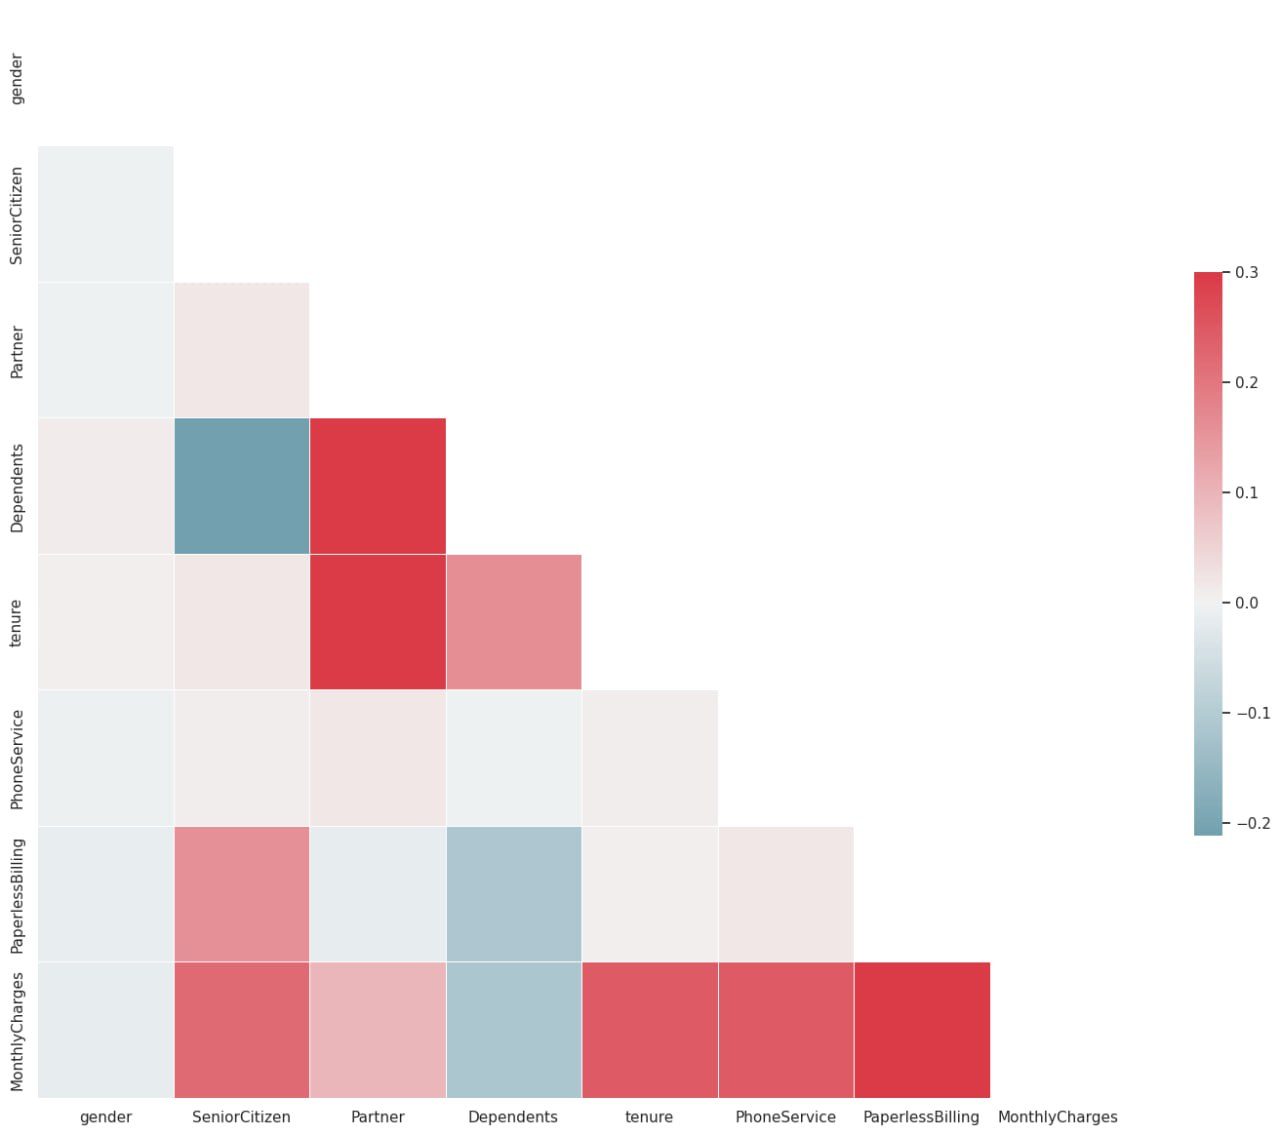 gender
SeniorCitizen
Partner
Dependents
tenure
PhoneService
PaperlessBilling
MonthlyCharges
gender SeniorCitizen Partner Dependents tenure PhoneService PaperlessBilling MonthlyCharges
0.3
0.2
0.1
0.0
−0.1
−0.2